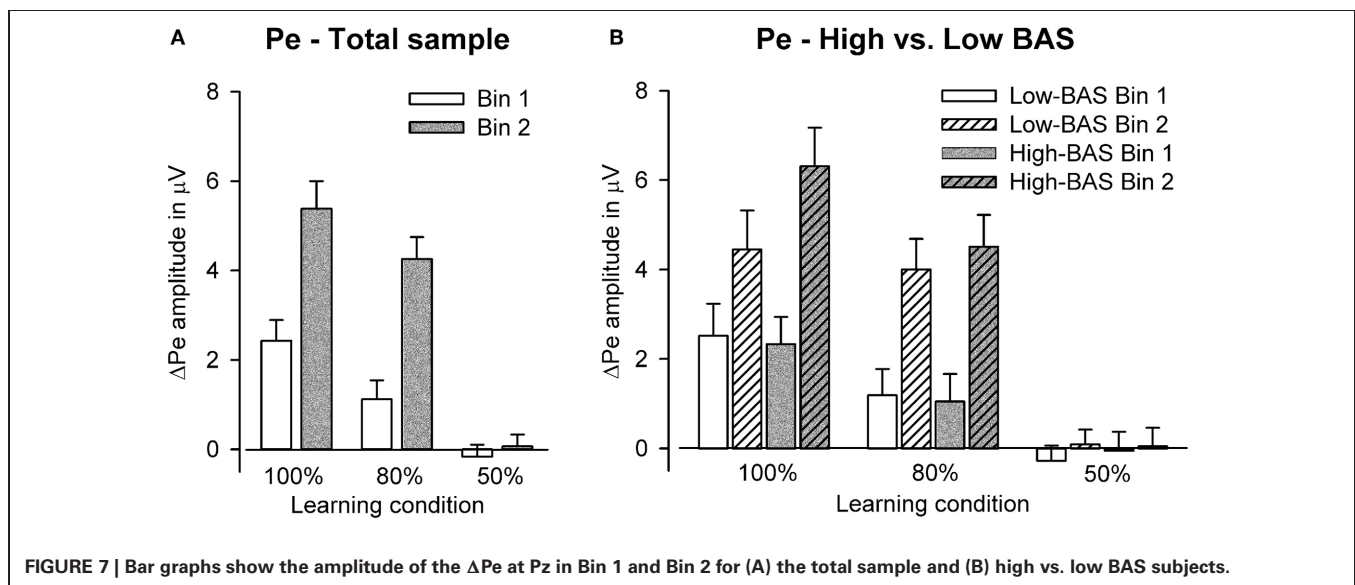 A Pe - Total sample
8
6
4
2
0
ΔPe amplitude in μV
Bin 1
Bin 2
100% 80% 50%
Learning condition
B Pe - High vs. Low BAS
8
6
4
2
0
ΔPe amplitude in μV
Low-BAS Bin 1
Low-BAS Bin 2
High-BAS Bin 1
High-BAS Bin 2
100% 80% 50%
Learning condition
FIGURE 7 | Bar graphs show the amplitude of the ΔPe at Pz in Bin 1 and Bin 2 for (A) the total sample and (B) high vs. low BAS subjects.